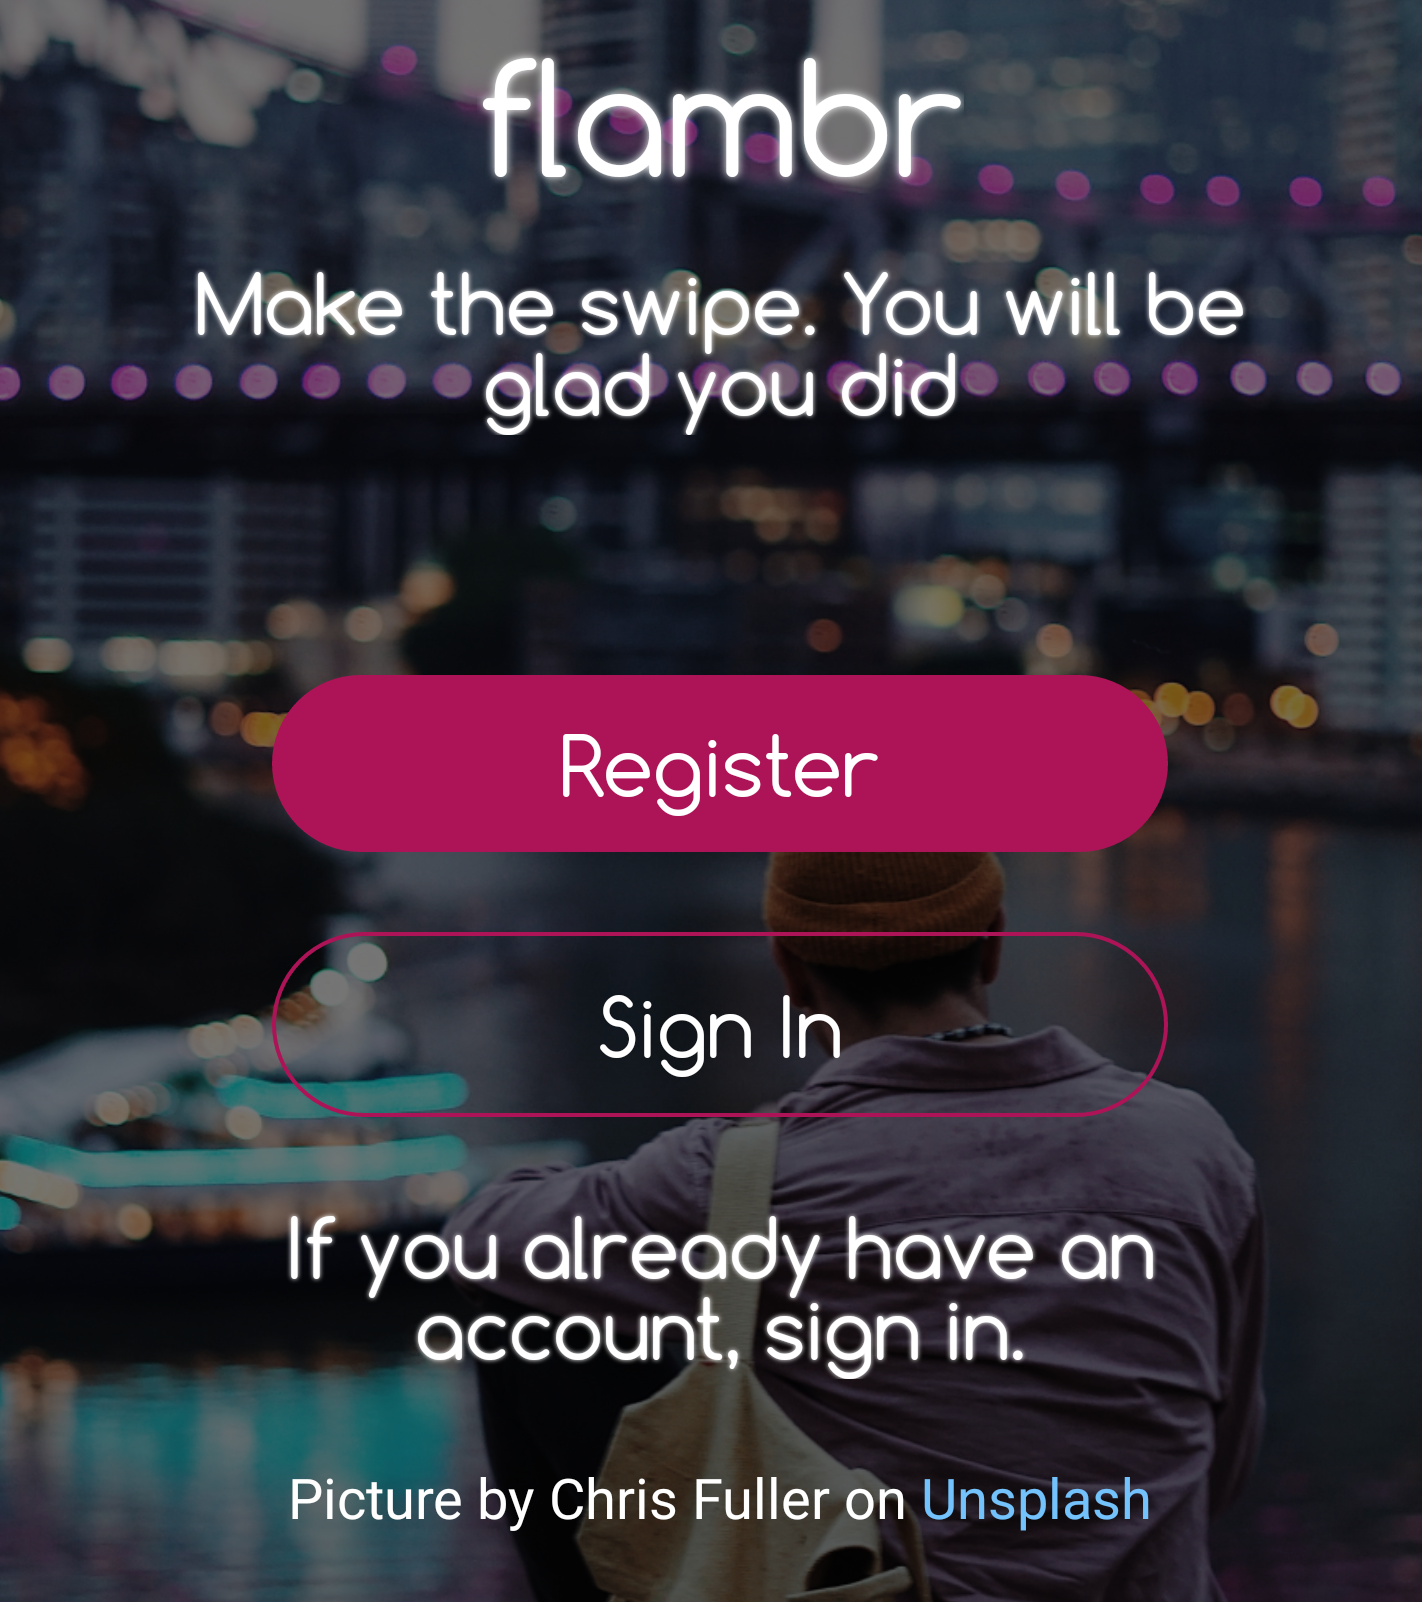 flambr
Make the swipe. You will be
glad you did
Register
Sign In
If you already have an
account, sign in.
Picture by Chris Fuller on Unsplash